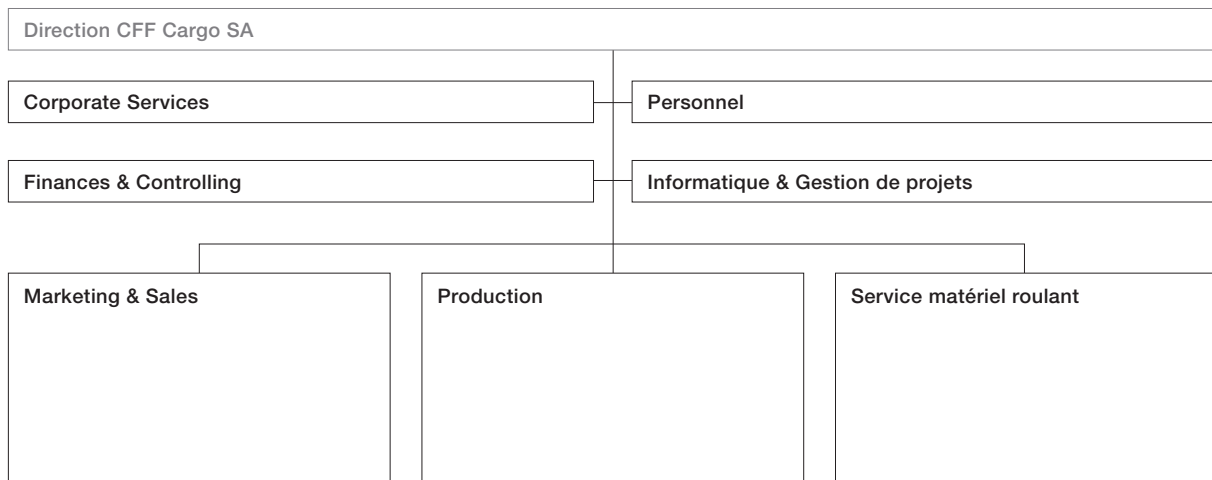 Direction CFF Cargo SA
Corporate Services
Personnel
Finances & Controlling
Informatique & Gestion de projets
Marketing & Sales
Production
Service matériel roulant